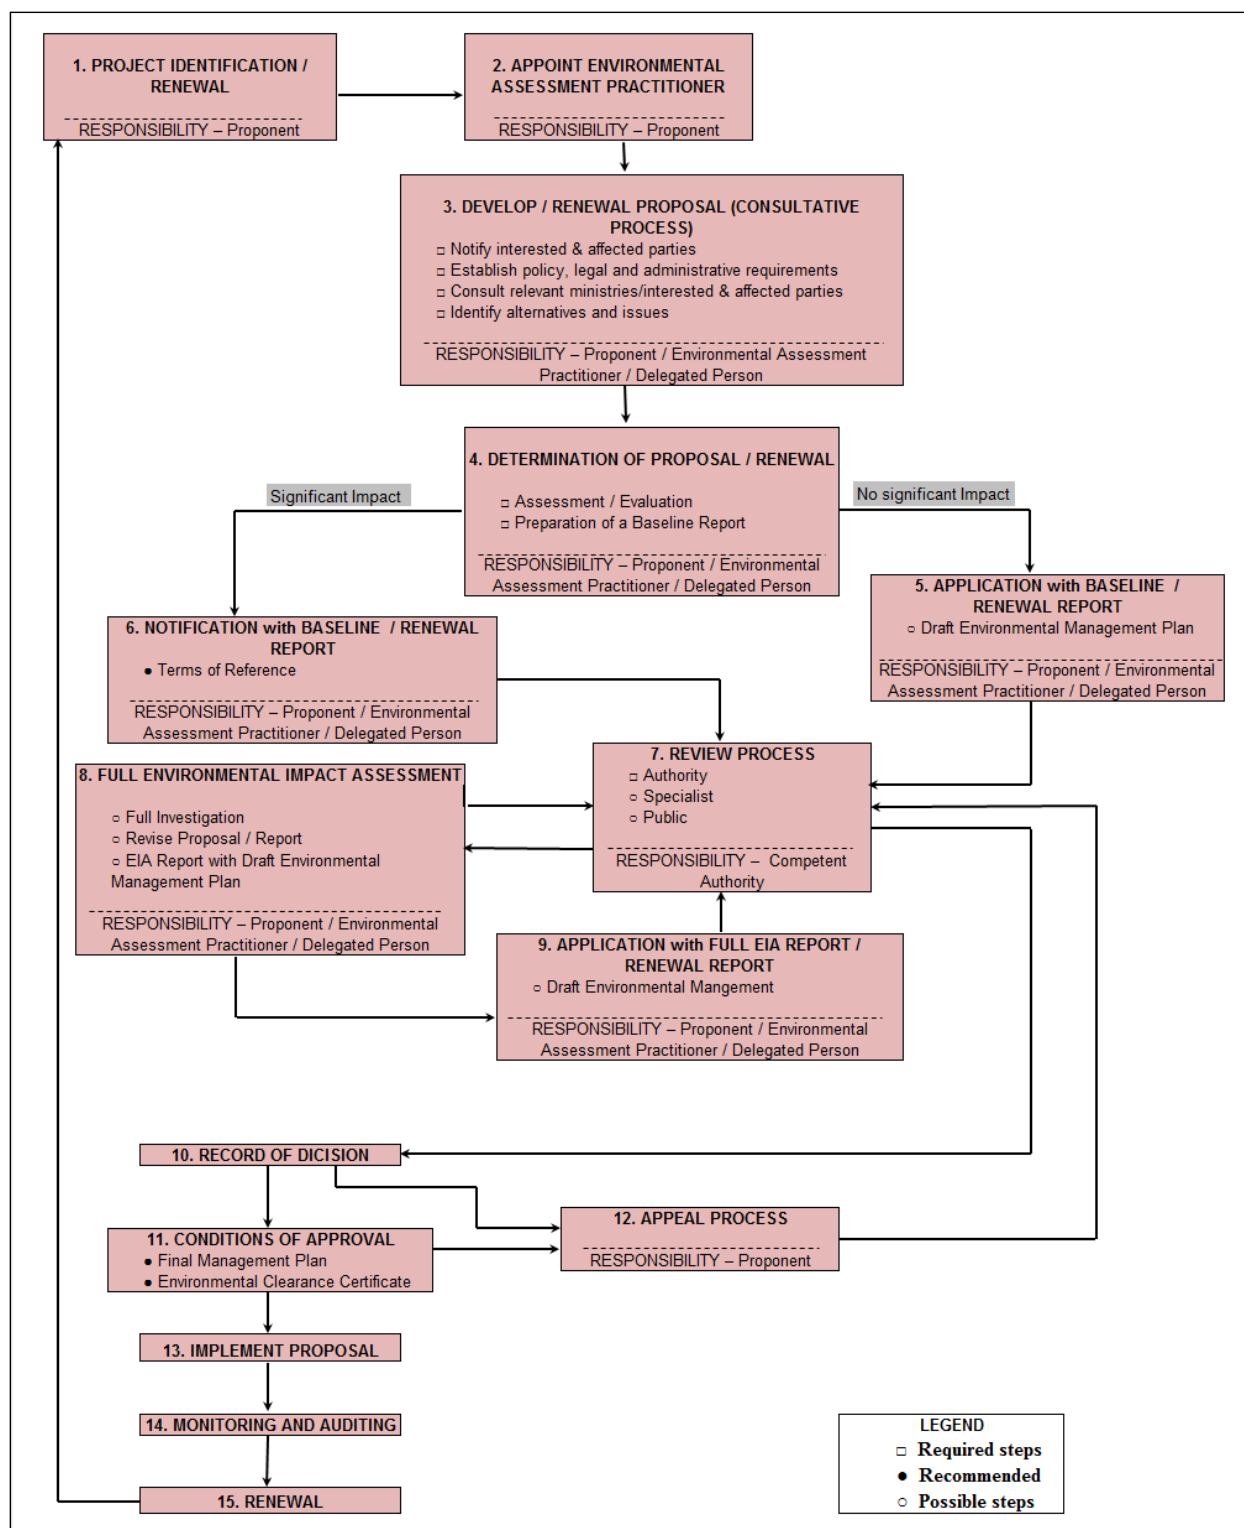 1. PROJECT IDENTIFICATION /
RENEWAL
RESPONSIBILITY – Proponent
2. APPOINT ENVIRONMENTAL
ASSESSMENT PRACTITIONER
RESPONSIBILITY – Proponent
3. DEVELOP / RENEWAL PROPOSAL (CONSULTATIVE
PROCESS)
□ Notify interested & affected parties
□ Establish policy, legal and administrative requirements
□ Consult relevant ministries/interested & affected parties
□ Identify alternatives and issues
RESPONSIBILITY – Proponent / Environmental Assessment
Practitioner / Delegated Person
4. DETERMINATION OF PROPOSAL / RENEWAL
□ Assessment / Evaluation
□ Preparation of a Baseline Report
RESPONSIBILITY – Proponent / Environmental
Assessment Practitioner / Delegated Person
Significant Impact
No significant Impact
5. APPLICATION with BASELINE / 
RENEWAL REPORT
○ Draft Environmental Management Plan
RESPONSIBILITY – Proponent / Environmental
Assessment Practitioner / Delegated Person
6. NOTIFICATION with BASELINE / RENEWAL
REPORT
● Terms of Reference
RESPONSIBILITY – Proponent / Environmental
Assessment Practitioner / Delegated Person
7. REVIEW PROCESS
□ Authority
○ Specialist
○ Public
RESPONSIBILITY – Competent
Authority
8. FULL ENVIRONMENTAL IMPACT ASSESSMENT
○ Full Investigation
○ Revise Proposal / Report
○ EIA Report with Draft Environmental
Management Plan
RESPONSIBILITY – Proponent / Environmental
Assessment Practitioner / Delegated Person
9. APPLICATION with FULL EIA REPORT /
RENEWAL REPORT
○ Draft Environmental Mangement
RESPONSIBILITY – Proponent / Environmental
Assessment Practitioner / Delegated Person
10. RECORD OF DICISION
11. CONDITIONS OF APPROVAL
● Final Management Plan
● Environmental Clearance Certificate
12. APPEAL PROCESS
RESPONSIBILITY – Proponent
13. IMPLEMENT PROPOSAL
14. MONITORING AND AUDITING
15. RENEWAL
LEGEND
□ Required steps
● Recommended
○ Possible steps